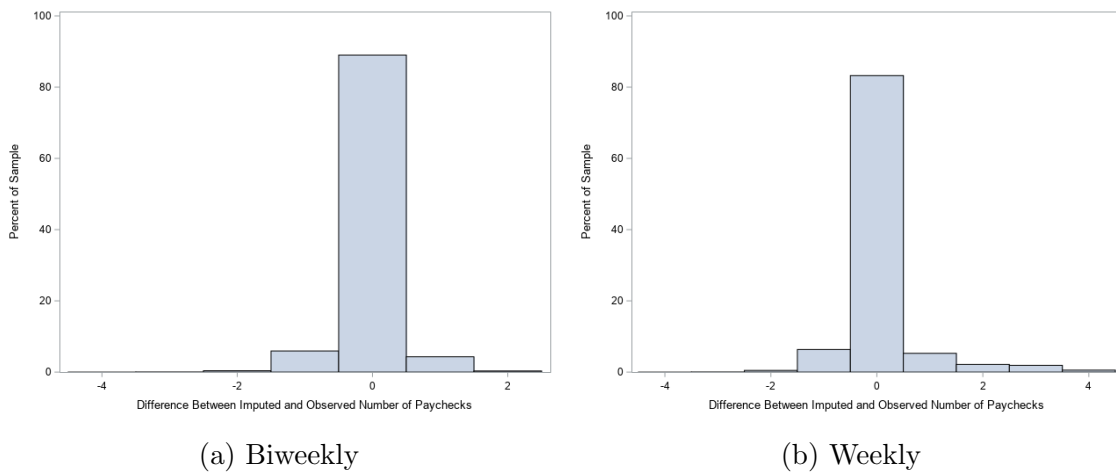 100
80
60
40
20
0
Percent of Sample
-4 -2 0 2
Difference Between Imputed and Observed Number of Paychecks
(a) Biweekly
100
80
60
40
20
0
Percent of Sample
-4 -2 0 2 4
Difference Between Imputed and Observed Number of Paychecks
(b) Weekly